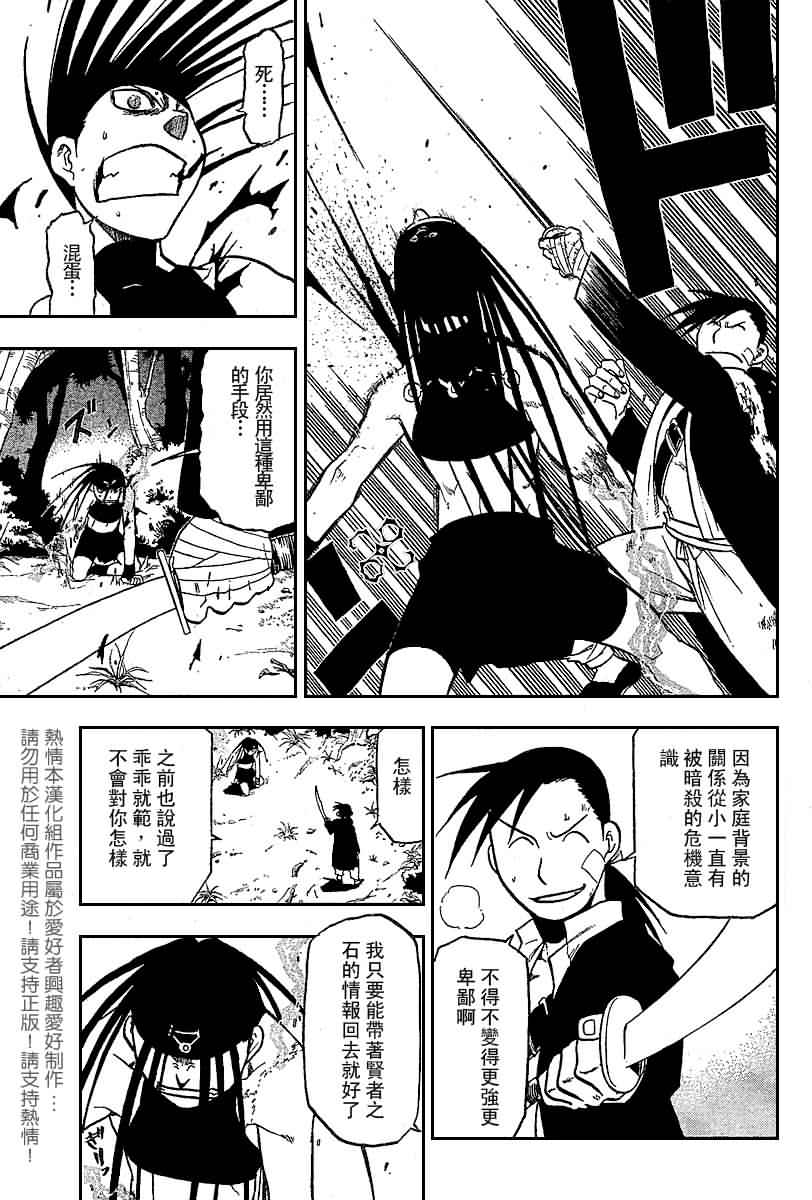 ド
死……
混蛋…
你居然用這種卑鄙
的手段…
ズ
因為家庭背景的
關係從小一直有
被暗殺的危機意
識
不得不變得更強更
卑鄙啊
怎樣
之前也說過了
乖乖就範，就
不會對你怎樣
我只要能帶著賢者之
石的情報回去就好了
ぎりっ
熱情本漢化組作品屬於愛好者興趣愛好制作…
請勿用於任何商業用途！請支持正版！請支持熱情！